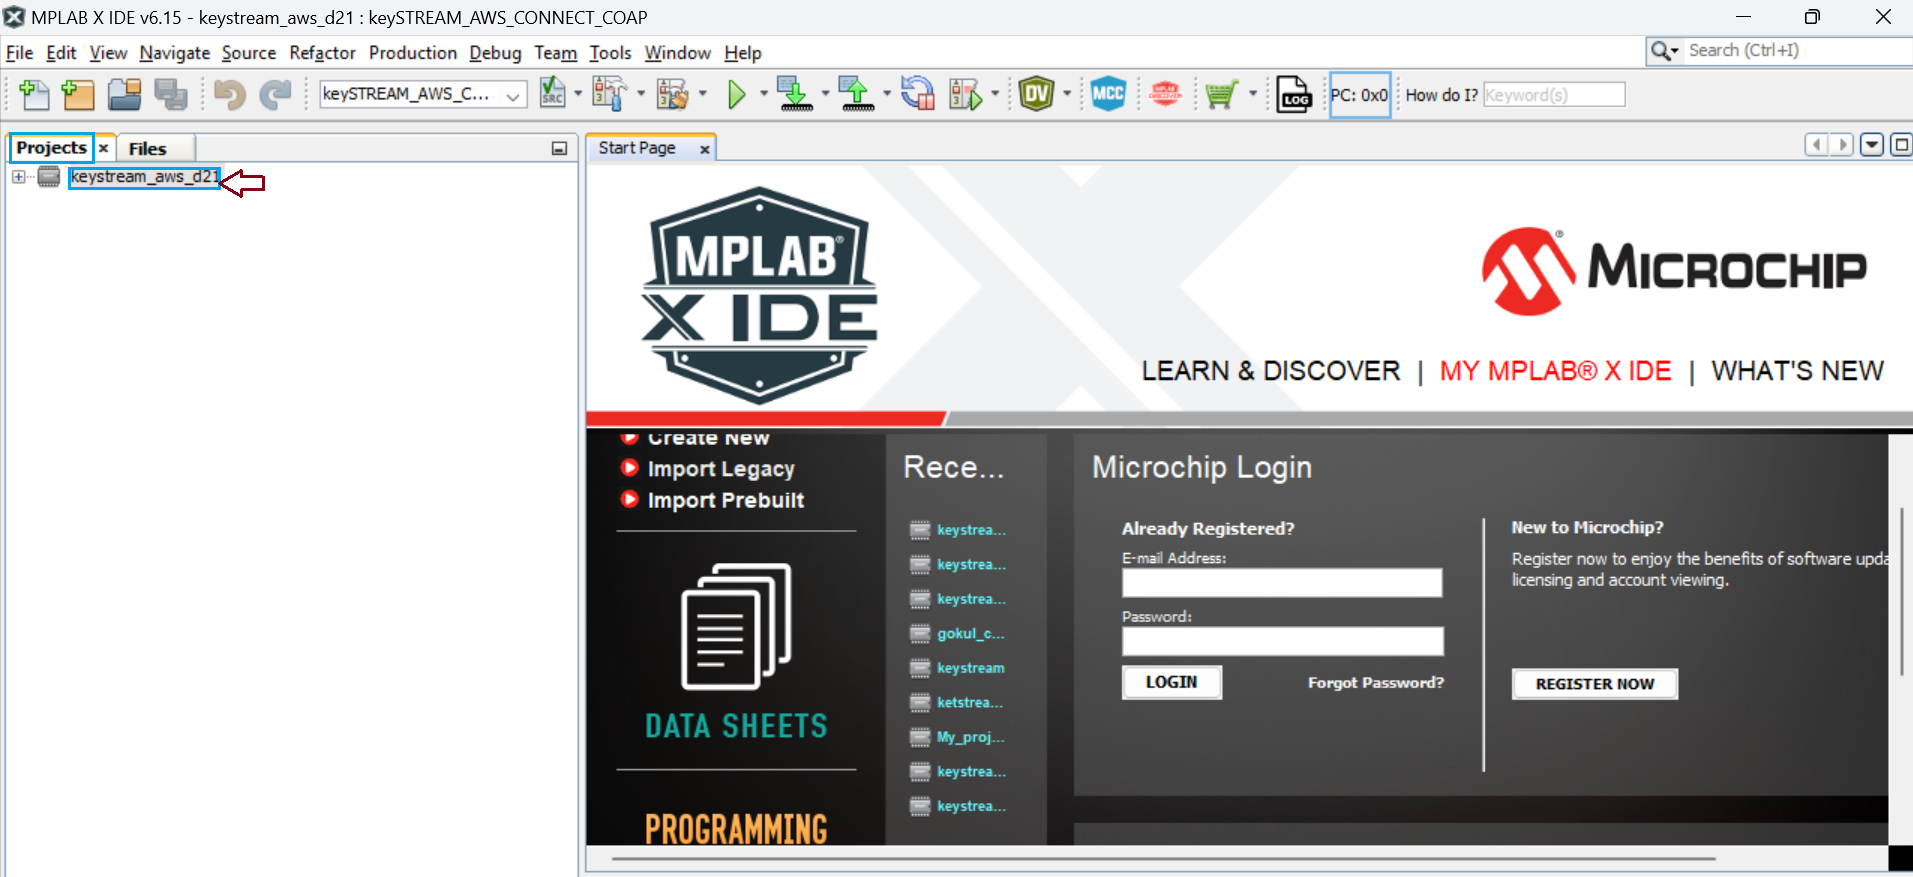 MPLAB X IDE v6.15 - keystream_aws_d21 : keySTREAM_AWS_CONNECT_COAP
File Edit View Navigate Source Refactor Production Debug Team Tools Window Help
Search (Ctrl+I)
keySTREAM_AWS_C...
SRC
DV
MCC
LOG
PC: 0x0
How do I?
Keyword(s)
Projects
Files
Start Page
keystream_aws_d21
MPLAB®
X IDE
MICROCHIP
LEARN & DISCOVER | MY MPLAB® X IDE | WHAT'S NEW
Create New
Import Legacy
Import Prebuilt
DATA SHEETS
PROGRAMMING
Rece...
keystrea...
keystrea...
keystrea...
gokul_c...
keystream
ketstrea...
My_proj...
keystrea...
keystrea...
Microchip Login
Already Registered?
E-mail Address:
Password:
LOGIN
Forgot Password?
New to Microchip?
Register now to enjoy the benefits of software upda
licensing and account viewing.
REGISTER NOW